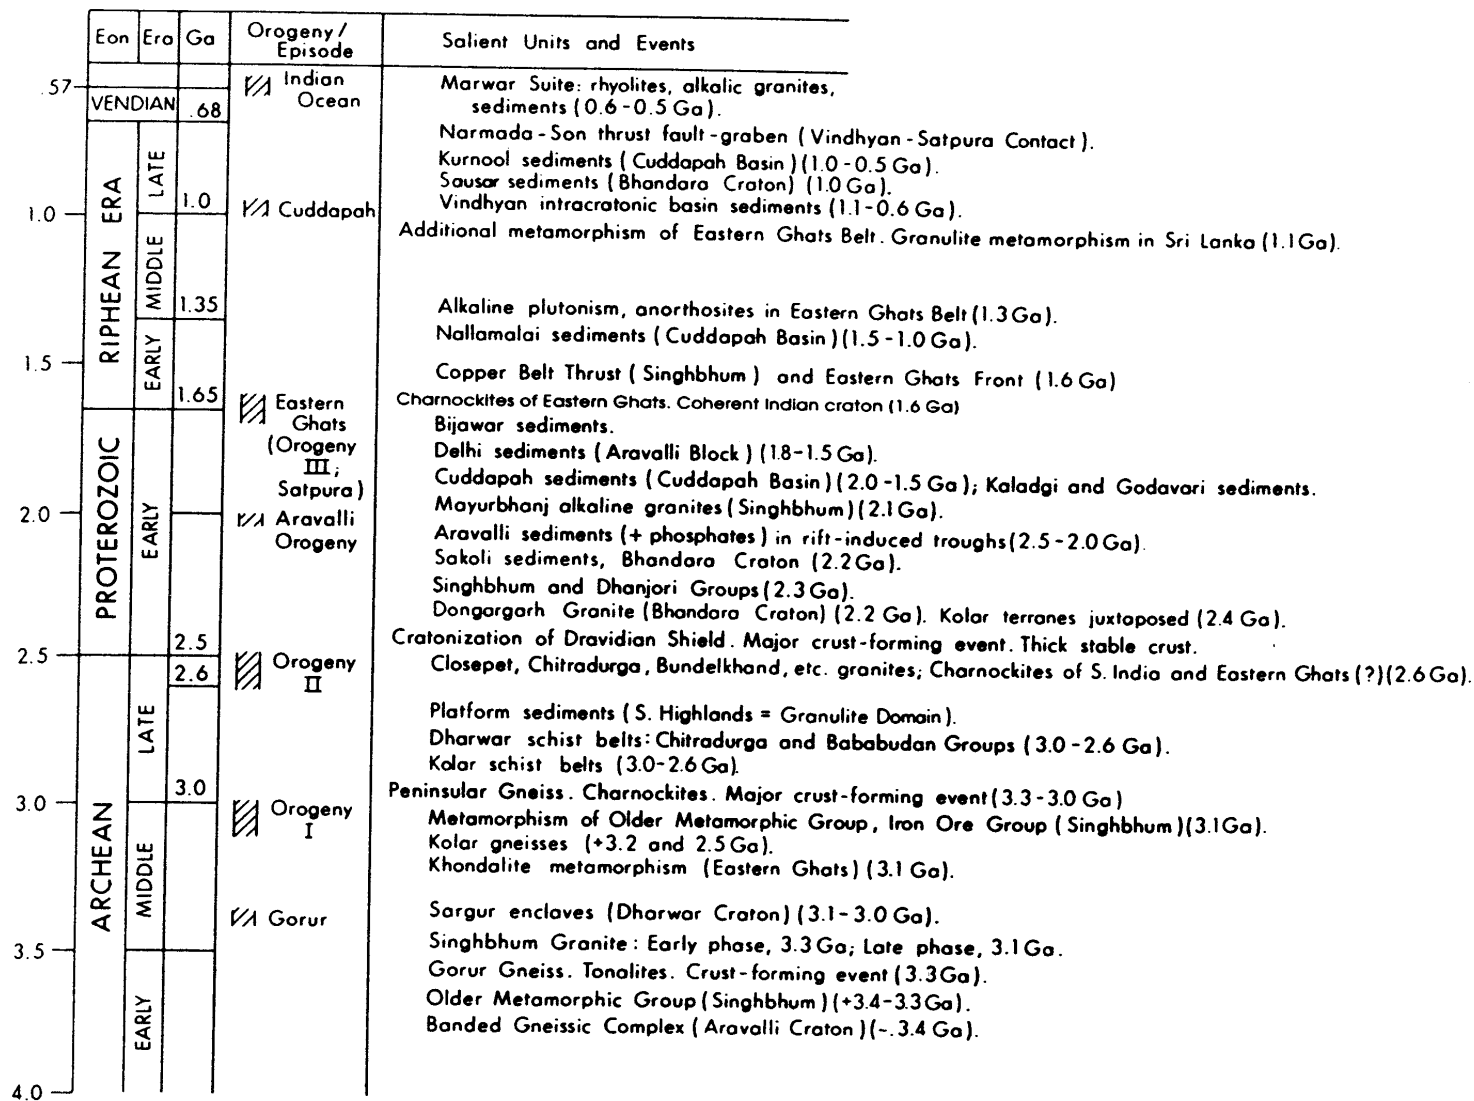 Eon Era Ga Orogeny/ Episode Salient Units and Events
.57
VENDIAN .68
Indian
Ocean
Marwar Suite: rhyolites, alkalic granites,
sediments (0.6-0.5 Ga).
Narmada-Son thrust fault-graben (Vindhyan-Satpura Contact).
Kurnool sediments (Cuddapah Basin)(1.0-0.5 Ga).
Sausar sediments (Bhandara Craton) (1.0 Ga).
RIPHEAN ERA
LATE
1.0
1.0
Cuddapah
Vindhyan intracratonic basin sediments (1.1-0.6 Ga).
Additional metamorphism of Eastern Ghats Belt. Granulite metamorphism in Sri Lanka (1.1Ga).
MIDDLE
1.35
Alkaline plutonism, anorthosites in Eastern Ghats Belt (1.3Ga).
Nallamalai sediments (Cuddapah Basin)(1.5-1.0 Ga).
1.5
EARLY
1.65
Copper Belt Thrust (Singhbhum) and Eastern Ghats Front (1.6 Ga)
Eastern
Ghats
(Orogeny
III;
Satpura)
Charnockites of Eastern Ghats. Coherent Indian craton (1.6 Ga)
Bijawar sediments.
Delhi sediments (Aravalli Block)(1.8-1.5 Ga).
Cuddapah sediments (Cuddapah Basin)(2.0-1.5 Ga); Kaladgi and Godavari sediments.
PROTEROZOIC
EARLY
2.0
Aravalli
Orogeny
Mayurbhanj alkaline granites (Singhbhum)(2.1Ga).
Aravalli sediments (+ phosphates) in rift-induced troughs (2.5-2.0 Ga).
Sakoli sediments, Bhandara Craton (2.2Ga).
Singhbhum and Dhanjori Groups (2.3 Ga).
Dongargarh Granite (Bhandara Craton) (2.2 Ga). Kolar terranes juxtaposed (2.4 Ga).
2.5
Cratonization of Dravidian Shield. Major crust-forming event. Thick stable crust.
2.5
2.6
Orogeny
II
Closepet, Chitradurga, Bundelkhand, etc. granites; Charnockites of S. India and Eastern Ghats (?)(2.6 Ga).
ARCHEAN
LATE
Platform sediments (S. Highlands = Granulite Domain).
Dharwar schist belts: Chitradurga and Bababudan Groups (3.0-2.6 Ga).
Kolar schist belts (3.0-2.6 Ga).
3.0
3.0
Orogeny
I
Peninsular Gneiss. Charnockites. Major crust-forming event (3.3-3.0 Ga)
Metamorphism of Older Metamorphic Group, Iron Ore Group (Singhbhum)(3.1Ga).
Kolar gneisses (+3.2 and 2.5 Ga).
Khondalite metamorphism (Eastern Ghats) (3.1 Ga).
MIDDLE
Gorur
Sargur enclaves (Dharwar Craton) (3.1-3.0 Ga).
3.5
Singhbhum Granite: Early phase, 3.3 Ga; Late phase, 3.1 Ga.
Gorur Gneiss. Tonalites. Crust-forming event (3.3Ga).
EARLY
Older Metamorphic Group (Singhbhum) (+3.4-3.3Ga).
Banded Gneissic Complex (Aravalli Craton)(~.3.4 Ga).
4.0